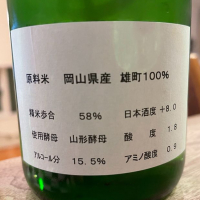 原料米 岡山県産 雄町100%
精米歩合 58% 日本酒度 +8.0
使用酵母 山形酵母 酸度 1.8
アルコール分 15.5% アミノ酸度 0.9